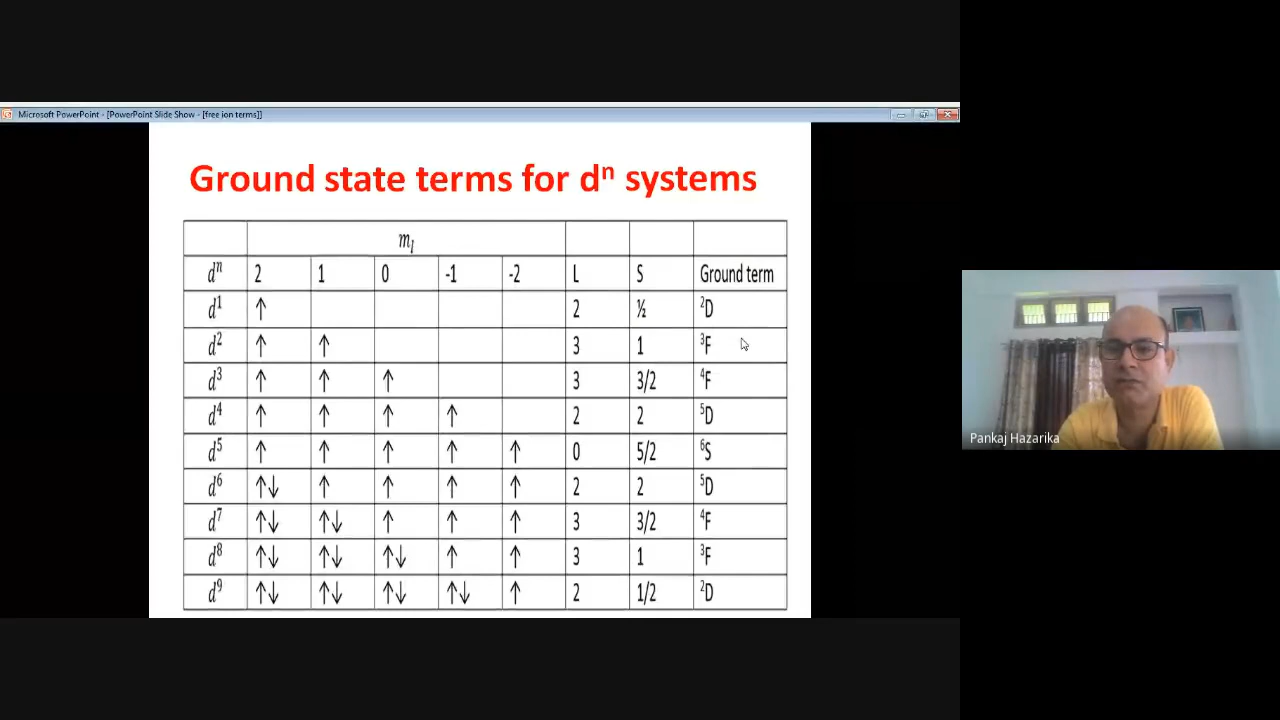 Microsoft PowerPoint - [PowerPoint Slide Show - [free ion terms]]
Ground state terms for dⁿ systems
mₗ
dⁿ 2 1 0 -1 -2 L S Ground term
d¹ ↑ 2 ½ ²D
d² ↑ ↑ 3 1 ³F
d³ ↑ ↑ ↑ 3 3/2 ⁴F
d⁴ ↑ ↑ ↑ ↑ 2 2 ⁵D
d⁵ ↑ ↑ ↑ ↑ ↑ 0 5/2 ⁶S
d⁶ ↑↓ ↑ ↑ ↑ ↑ 2 2 ⁵D
d⁷ ↑↓ ↑↓ ↑ ↑ ↑ 3 3/2 ⁴F
d⁸ ↑↓ ↑↓ ↑↓ ↑ ↑ 3 1 ³F
d⁹ ↑↓ ↑↓ ↑↓ ↑↓ ↑ 2 1/2 ²D
Pankaj Hazarika